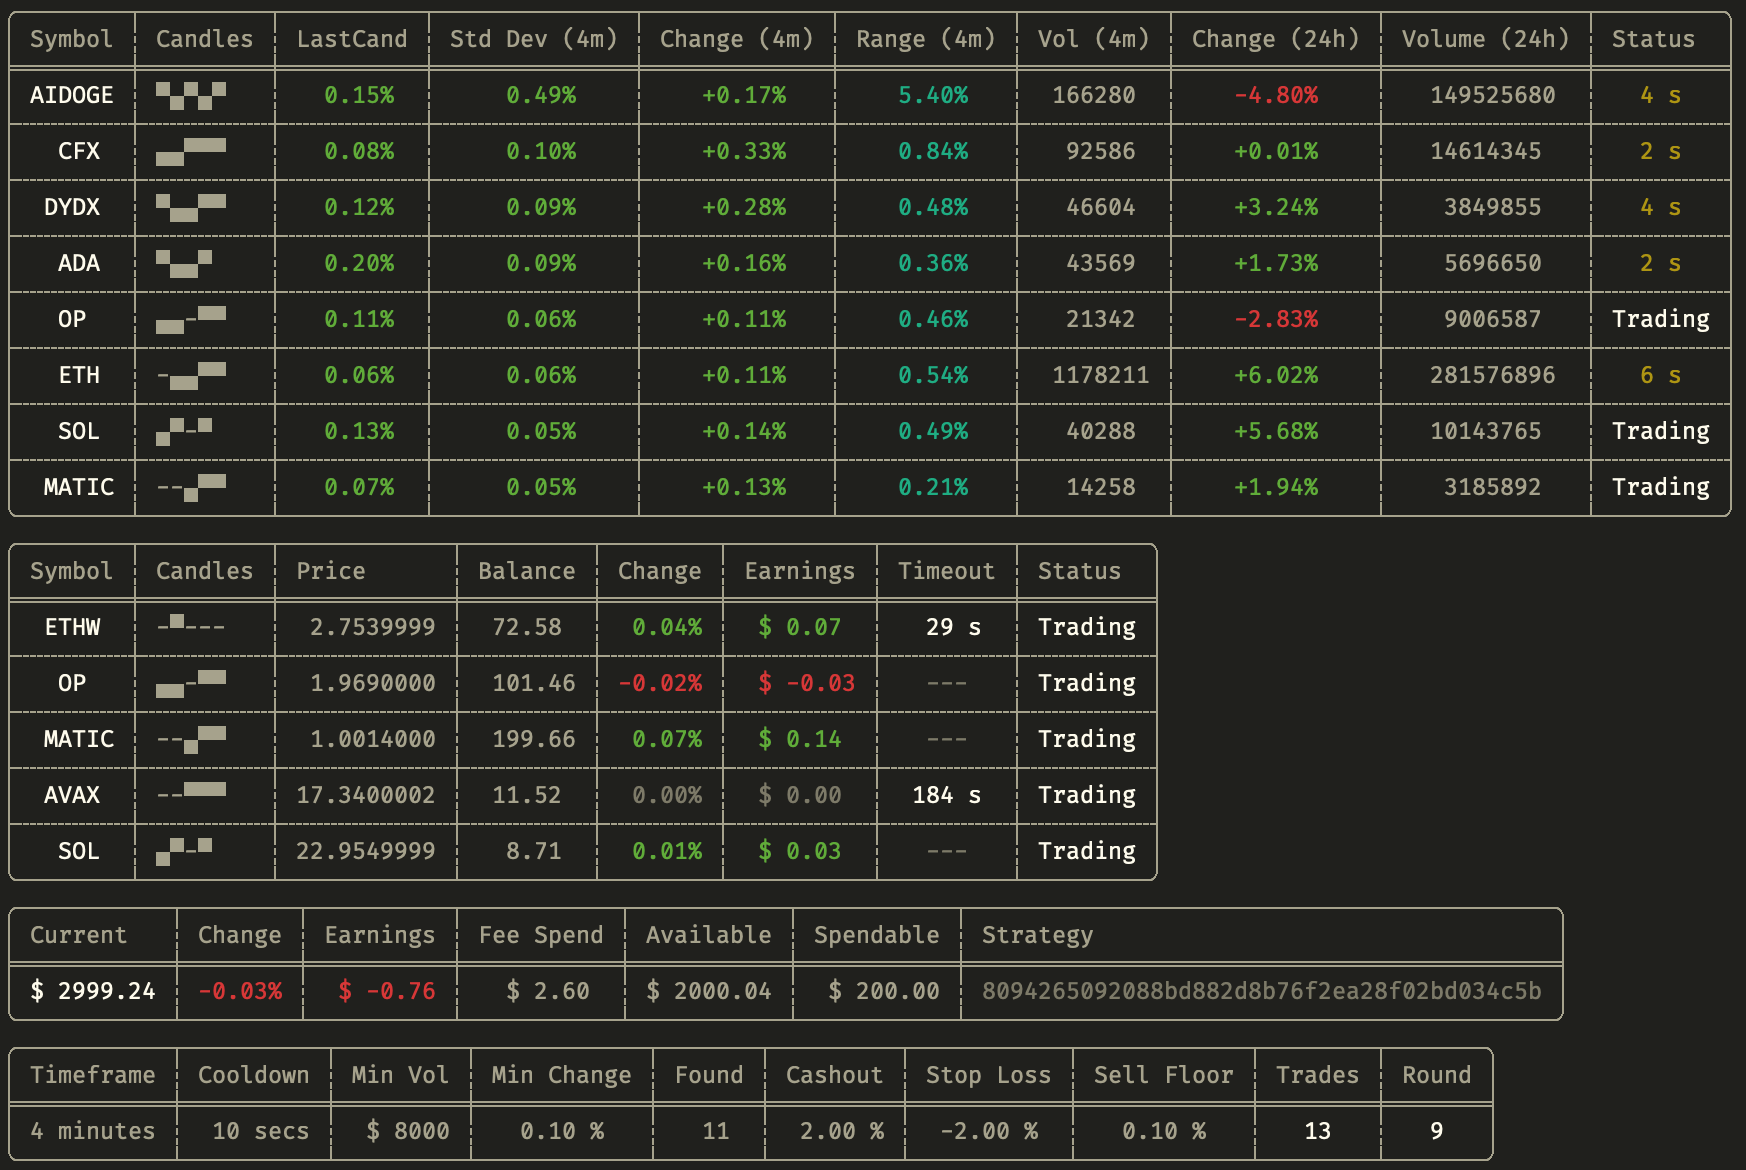 Symbol Candles LastCand Std Dev (4m) Change (4m) Range (4m) Vol (4m) Change (24h) Volume (24h) Status
AIDOGE 0.15% 0.49% +0.17% 5.40% 166280 -4.80% 149525680 4 s
CFX 0.08% 0.10% +0.33% 0.84% 92586 +0.01% 14614345 2 s
DYDX 0.12% 0.09% +0.28% 0.48% 46604 +3.24% 3849855 4 s
ADA 0.20% 0.09% +0.16% 0.36% 43569 +1.73% 5696650 2 s
OP 0.11% 0.06% +0.11% 0.46% 21342 -2.83% 9006587 Trading
ETH 0.06% 0.06% +0.11% 0.54% 1178211 +6.02% 281576896 6 s
SOL 0.13% 0.05% +0.14% 0.49% 40288 +5.68% 10143765 Trading
MATIC 0.07% 0.05% +0.13% 0.21% 14258 +1.94% 3185892 Trading
Symbol Candles Price Balance Change Earnings Timeout Status
ETHW 2.7539999 72.58 0.04% $ 0.07 29 s Trading
OP 1.9690000 101.46 -0.02% $ -0.03 --- Trading
MATIC 1.0014000 199.66 0.07% $ 0.14 --- Trading
AVAX 17.3400002 11.52 0.00% $ 0.00 184 s Trading
SOL 22.9549999 8.71 0.01% $ 0.03 --- Trading
Current Change Earnings Fee Spend Available Spendable Strategy
$ 2999.24 -0.03% $ -0.76 $ 2.60 $ 2000.04 $ 200.00 8094265092088bd882d8b76f2ea28f02bd034c5b
Timeframe Cooldown Min Vol Min Change Found Cashout Stop Loss Sell Floor Trades Round
4 minutes 10 secs $ 8000 0.10 % 11 2.00 % -2.00 % 0.10 % 13 9